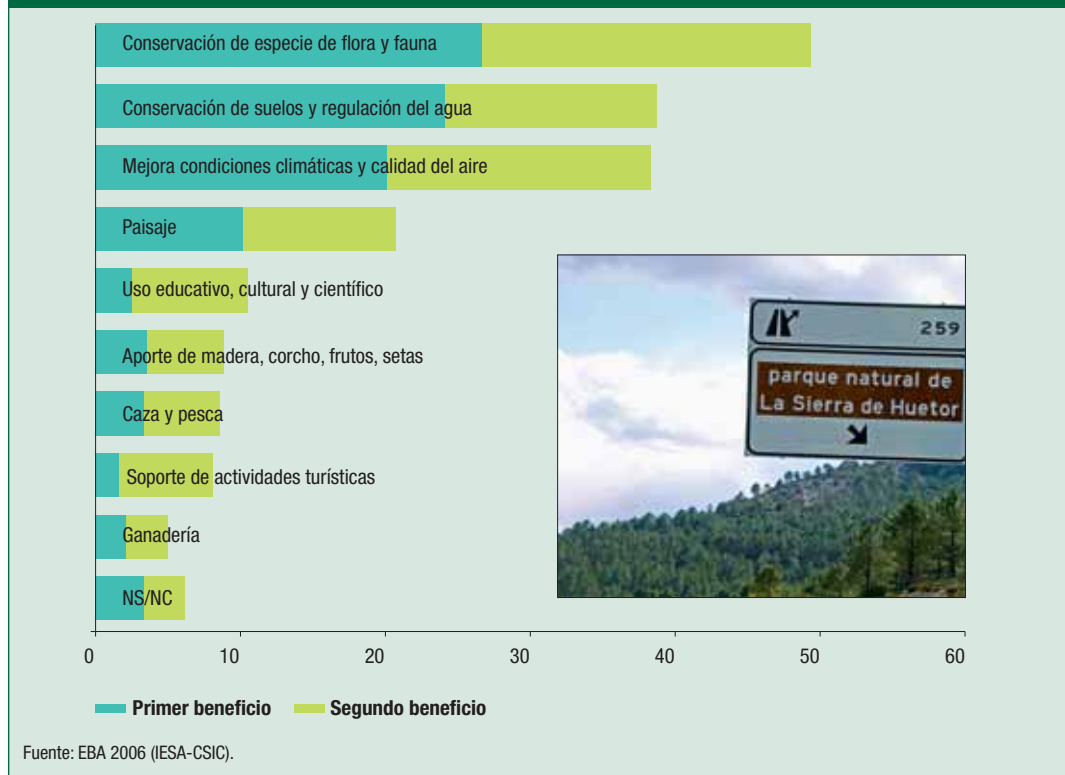 Conservación de especie de flora y fauna
Conservación de suelos y regulación del agua
Mejora condiciones climáticas y calidad del aire
Paisaje
Uso educativo, cultural y científico
Aporte de madera, corcho, frutos, setas
Caza y pesca
Soporte de actividades turísticas
Ganadería
NS/NC
259
parque natural de
La Sierra de Huetor
0 10 20 30 40 50 60
Primer beneficio Segundo beneficio
Fuente: EBA 2006 (IESA-CSIC).